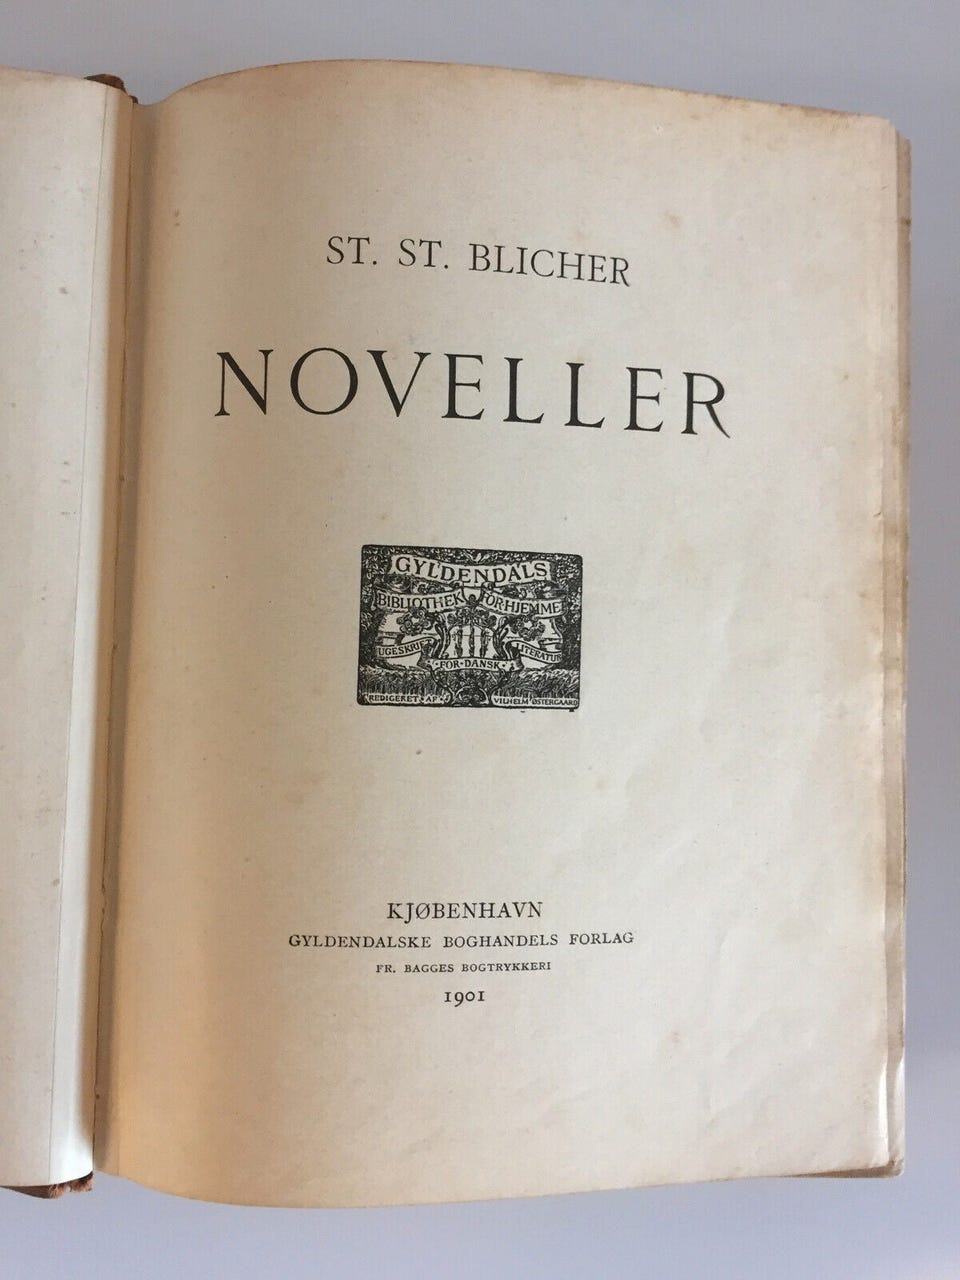 ST. ST. BLICHER
NOVELLER
GYLDENDALS
BIBLIOTHEK FOR HJEMMET
UGESKRIFT LITERATUR
FOR · DANSK
REDIGERET · AF · VILHELM ØSTERGAARD
KJØBENHAVN
GYLDENDALSKE BOGHANDELS FORLAG
FR. BAGGES BOGTRYKKERI
1901